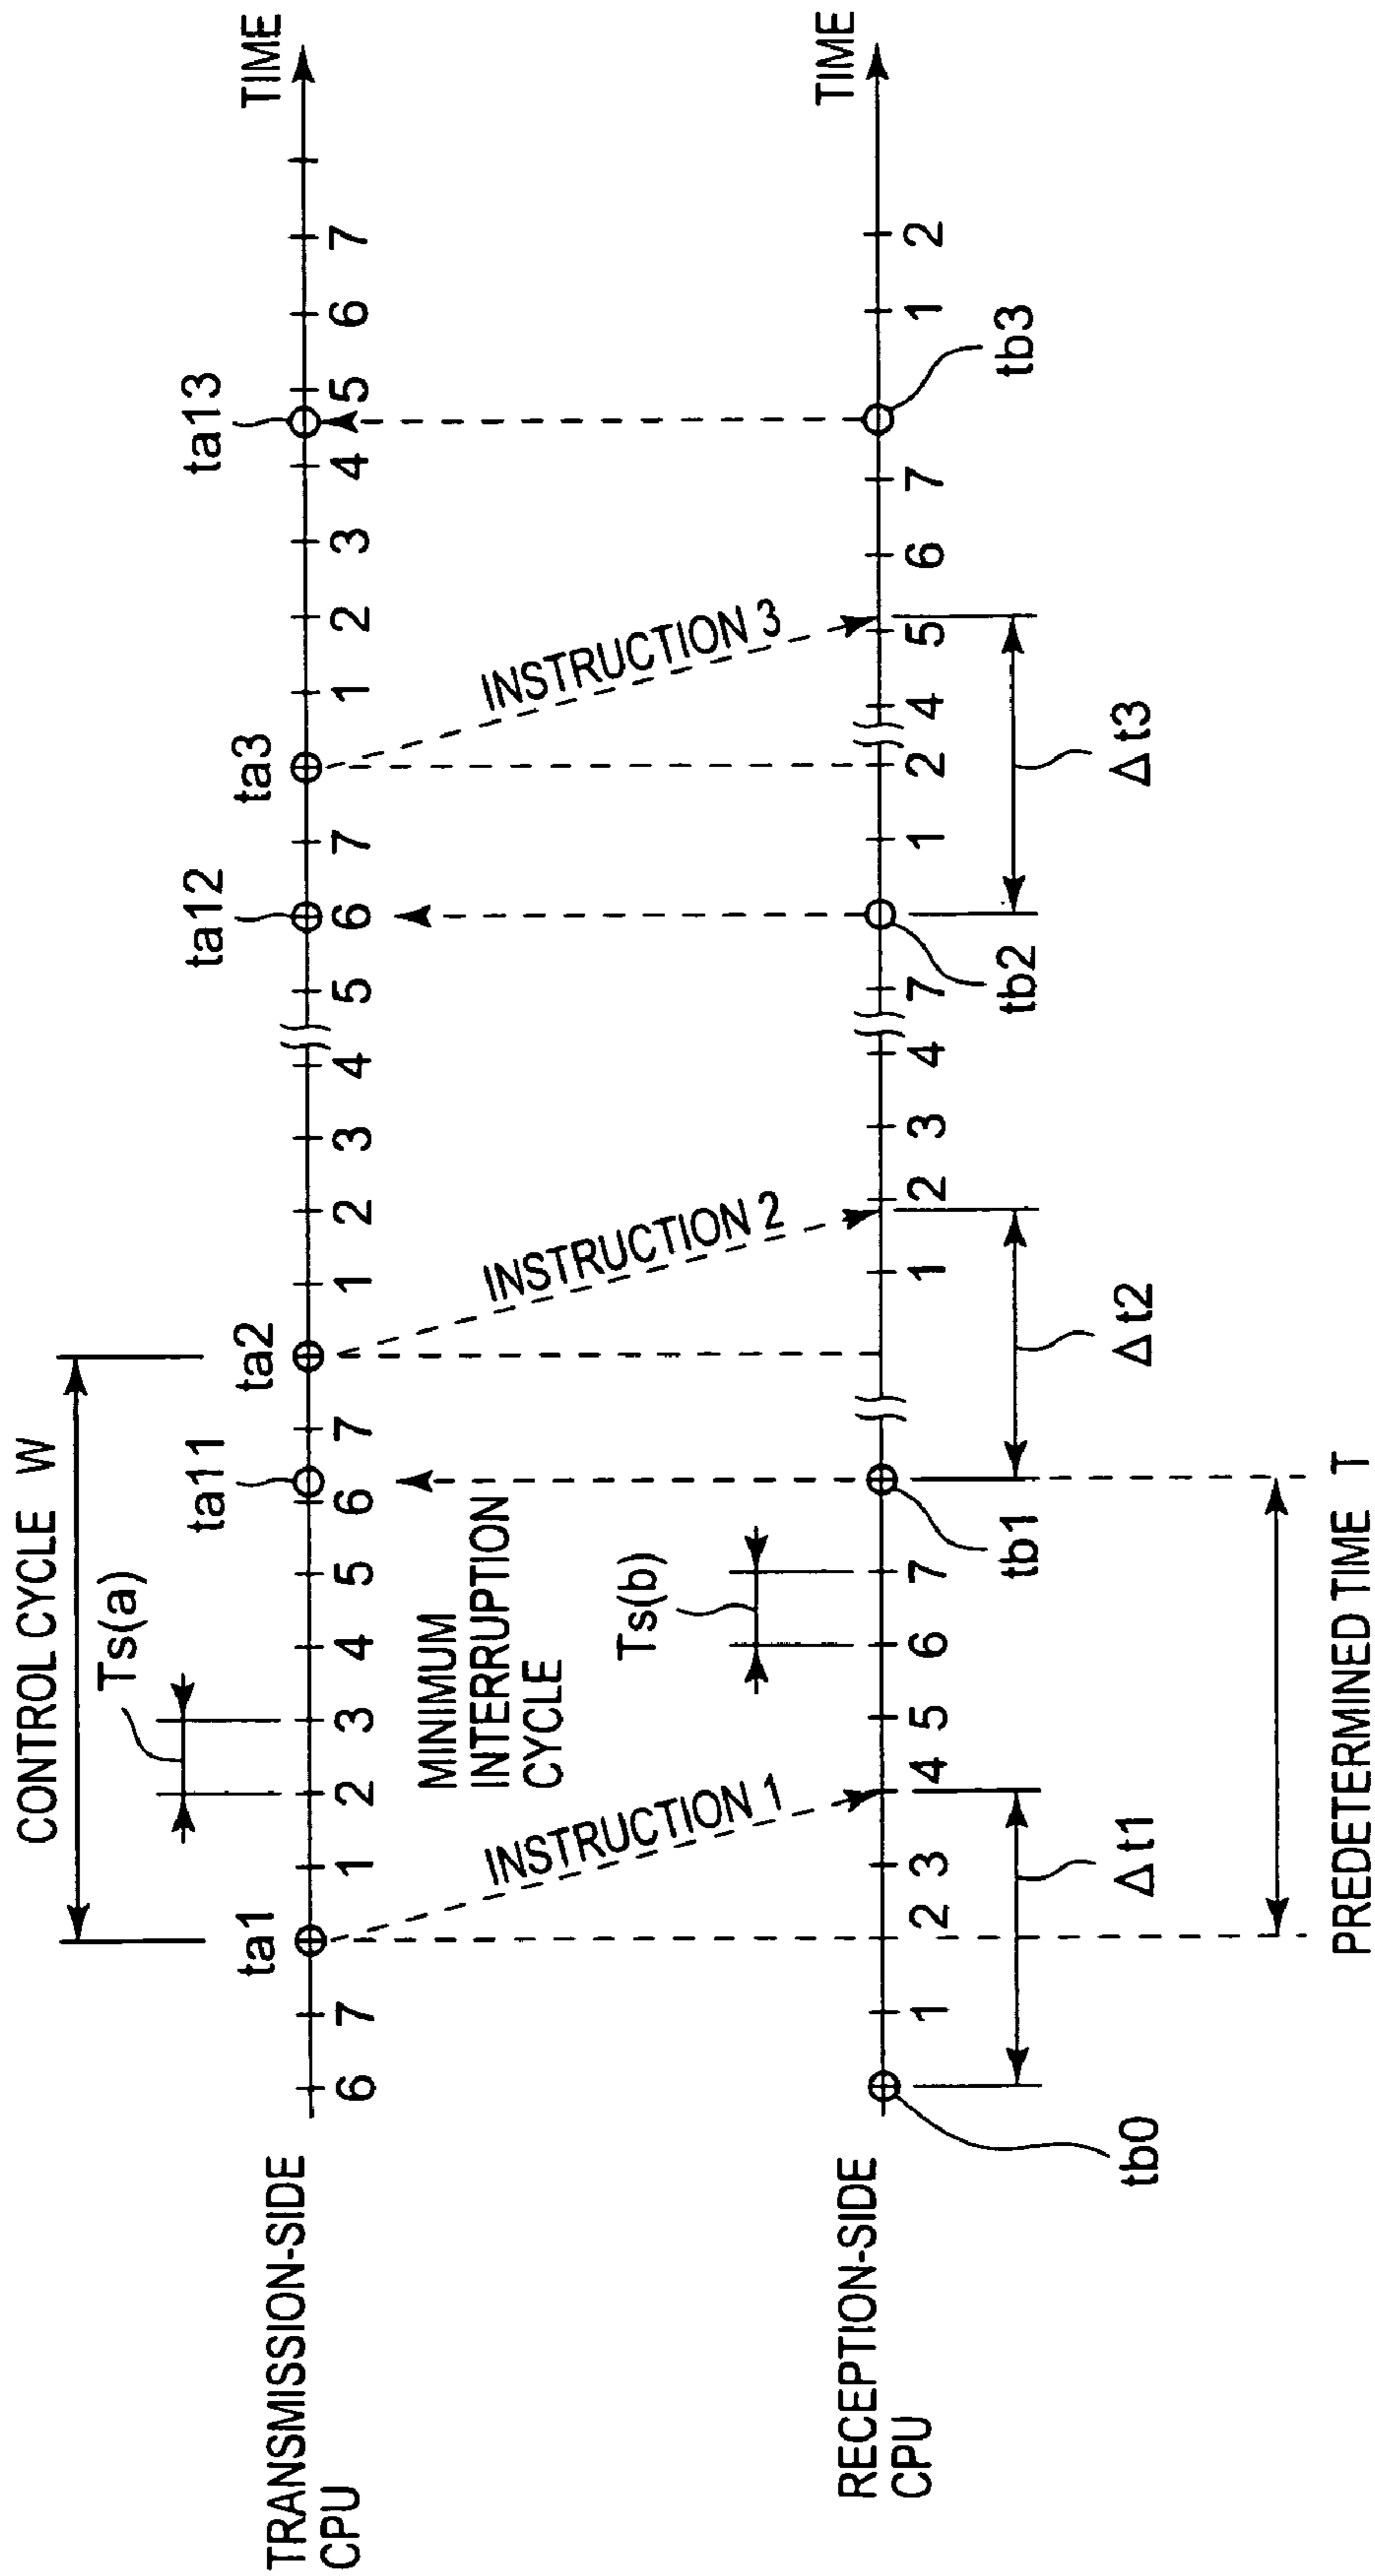 CONTROL CYCLE W
Ts(a)
ta1
ta11
ta2
ta12
ta3
ta13
TIME
TRANSMISSION-SIDE
CPU
6 7 1 2 3 4 5 6 7 1 2 3 4 5 6 7 1 2 3 4 5 6 7
MINIMUM
INTERRUPTION
CYCLE
INSTRUCTION 1
INSTRUCTION 2
INSTRUCTION 3
Ts(b)
TIME
RECEPTION-SIDE
CPU
1 2 3 4 5 6 7 1 2 3 4 7 1 2 4 5 6 7 1 2
tb0
tb1
tb2
tb3
Δt1
Δt2
Δt3
PREDETERMINED TIME T